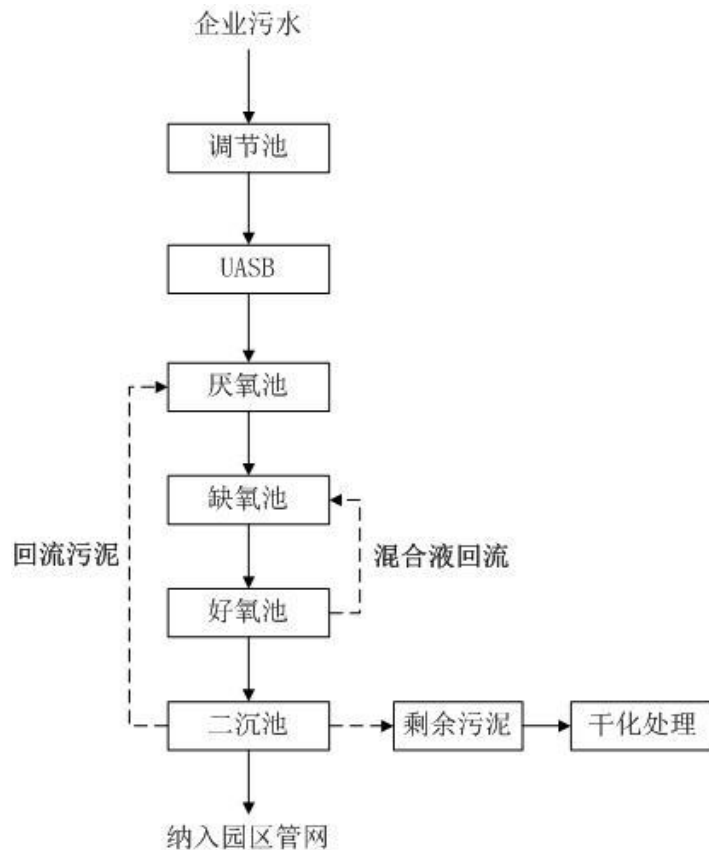 企业污水
调节池
UASB
厌氧池
缺氧池
回流污泥
混合液回流
好氧池
二沉池
剩余污泥
干化处理
纳入园区管网